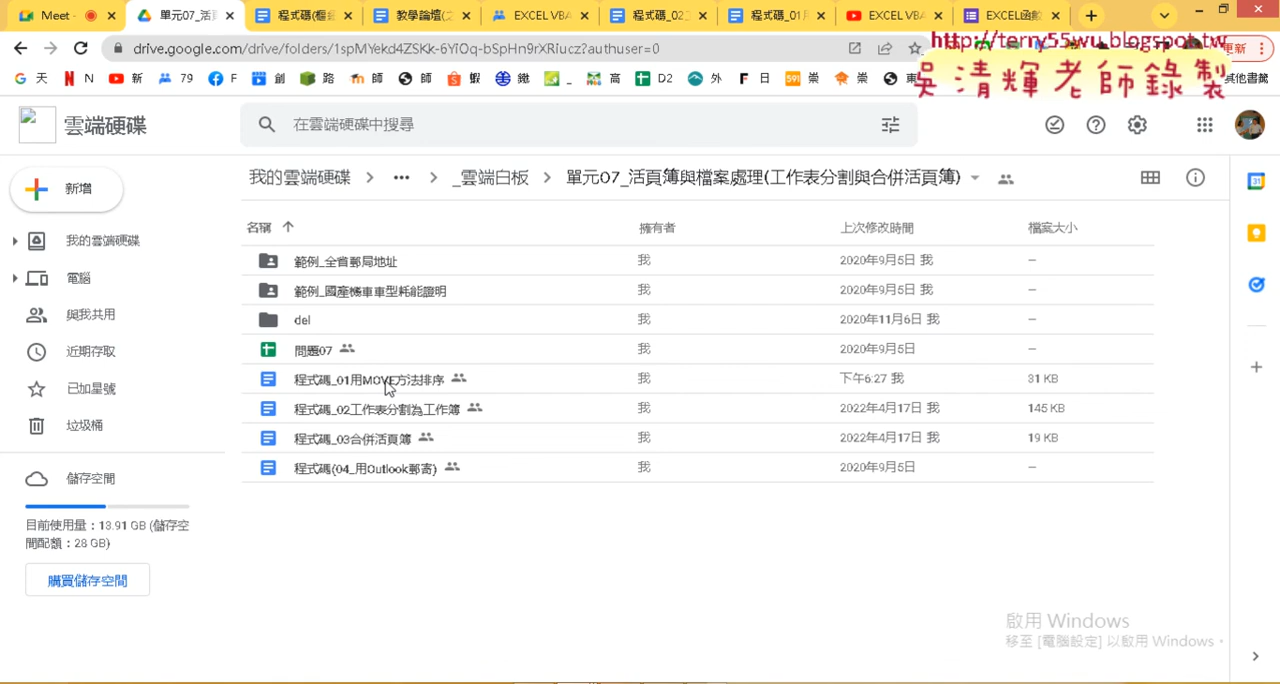 Meet -
單元07_活頁
程式碼(樞紐
教學論壇(之
EXCEL VBA
程式碼_02工
程式碼_01用
EXCEL VBA
EXCEL函數
drive.google.com/drive/folders/1spMYekd4ZSKk-6YiOq-bSpHn9rXRiucz?authuser=0
http://terry55wu.blogspot.tw
更新
吳清輝老師錄製
天 N 新 79 F 創 路 師 師 蝦 緻 _ 高 D2 外 日 崇 崇 東
其他書籤
雲端硬碟
在雲端硬碟中搜尋
新增
我的雲端硬碟 > ... > _雲端白板 > 單元07_活頁簿與檔案處理(工作表分割與合併活頁簿)
我的雲端硬碟
電腦
與我共用
近期存取
已加星號
垃圾桶
儲存空間
目前使用量：13.91 GB (儲存空
間配額：28 GB)
購買儲存空間
名稱 擁有者 上次修改時間 檔案大小
範例_全省郵局地址 我 2020年9月5日 我 –
範例_國產機車車型耗能證明 我 2020年9月5日 我 –
del 我 2020年11月6日 我 –
問題07 我 2020年9月5日 –
程式碼_01用MOVE方法排序 我 下午6:27 我 31 KB
程式碼_02工作表分割為工作簿 我 2022年4月17日 我 145 KB
程式碼_03合併活頁簿 我 2022年4月17日 我 19 KB
程式碼(04_用Outlook郵寄) 我 2020年9月5日 –
啟用 Windows
移至 [電腦設定] 以啟用 Windows。